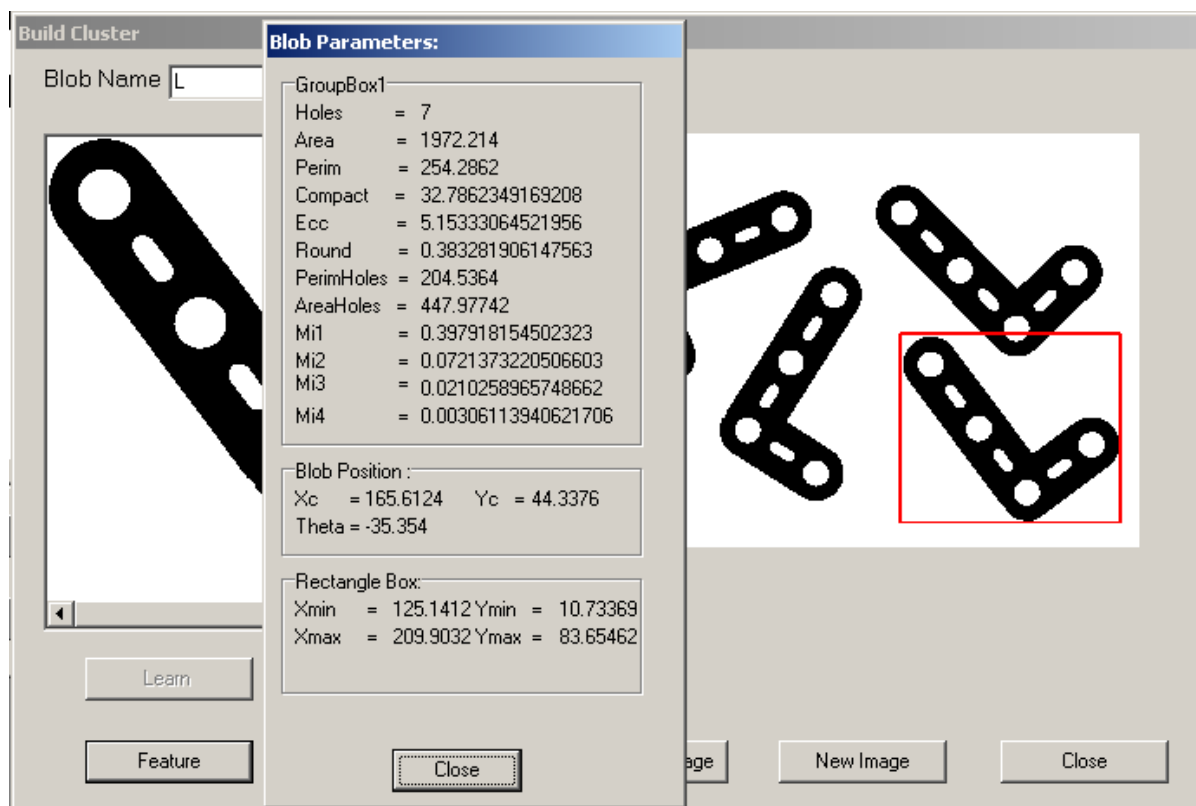 Build Cluster
Blob Name L
Blob Parameters:
GroupBox1
Holes = 7
Area = 1972.214
Perim = 254.2862
Compact = 32.7862349169208
Ecc = 5.15333064521956
Round = 0.383281906147563
PerimHoles = 204.5364
AreaHoles = 447.97742
Mi1 = 0.397918154502323
Mi2 = 0.0721373220506603
Mi3 = 0.0210258965748662
Mi4 = 0.00306113940621706
Blob Position :
Xc = 165.6124 Yc = 44.3376
Theta = -35.354
Rectangle Box:
Xmin = 125.1412 Ymin = 10.73369
Xmax = 209.9032 Ymax = 83.65462
Learn
Feature
Close
age
New Image
Close